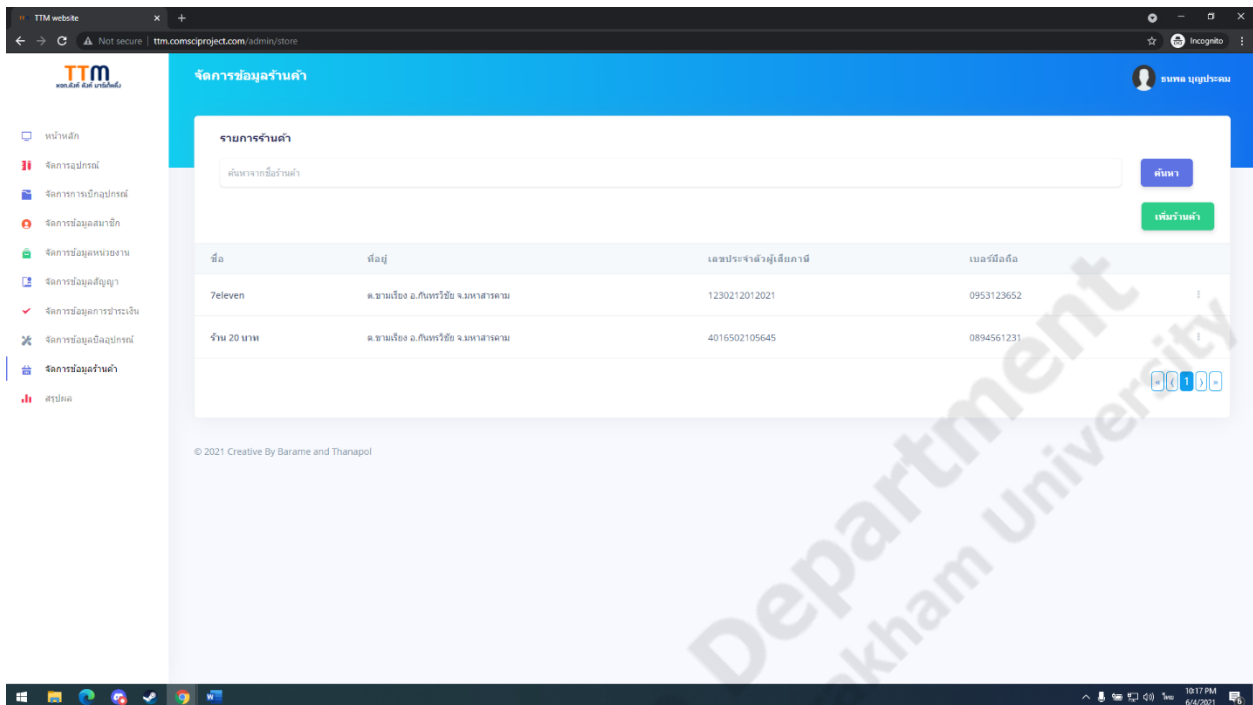 TTM website
Not secure | ttm.comsciproject.com/admin/store
Incognito
TTM
จัดการข้อมูลร้านค้า
ธนพล บุญประคม
หน้าหลัก
จัดการอุปกรณ์
จัดการการเบิกอุปกรณ์
จัดการข้อมูลสมาชิก
จัดการข้อมูลหน่วยงาน
จัดการข้อมูลสัญญา
จัดการข้อมูลการชำระเงิน
จัดการข้อมูลบิลอุปกรณ์
จัดการข้อมูลร้านค้า
สรุปผล
รายการร้านค้า
ค้นหาจากชื่อร้านค้า
ค้นหา
เพิ่มร้านค้า
ชื่อ ที่อยู่ เลขประจำตัวผู้เสียภาษี เบอร์มือถือ
7eleven ต.ขามเรียง อ.กันทรวิชัย จ.มหาสารคาม 1230212012021 0953123652
ร้าน 20 บาท ต.ขามเรียง อ.กันทรวิชัย จ.มหาสารคาม 4016502105645 0894561231
« ⟨ 1 ⟩ »
© 2021 Creative By Barame and Thanapol
Department
akham University
ไทย
10:17 PM
6/4/2021